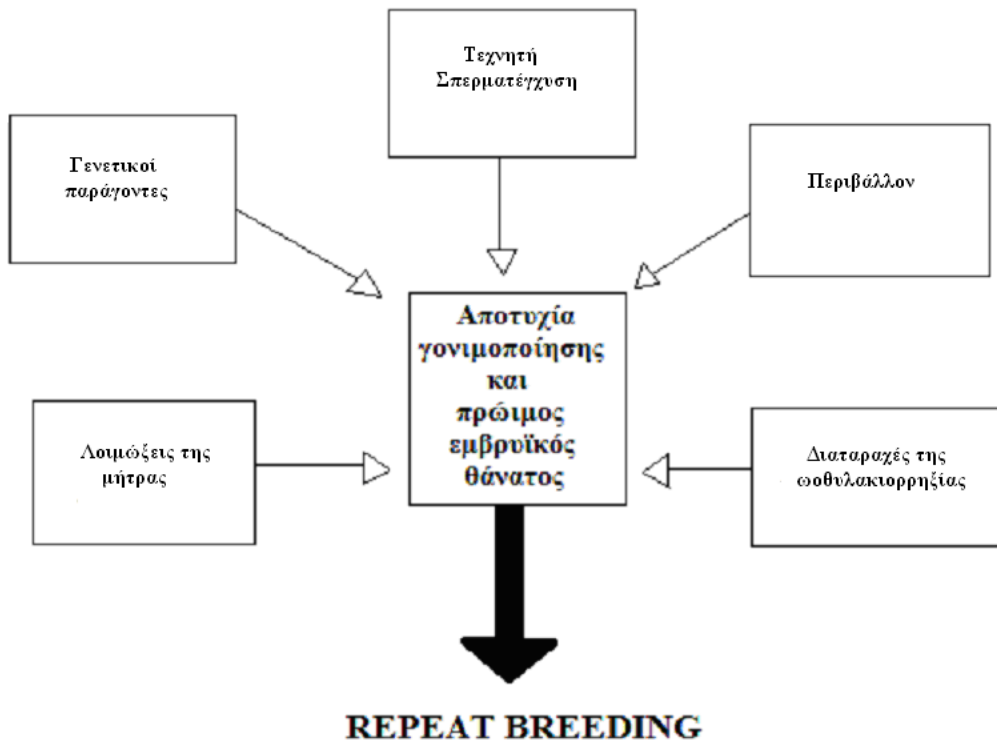 Τεχνητή
Σπερματέγχυση
Γενετικοί
παράγοντες
Περιβάλλον
Αποτυχία
γονιμοποίησης
και
πρώιμος
εμβρυϊκός
θάνατος
Λοιμώξεις της
μήτρας
Διαταραχές της
ωοθυλακιορρηξίας
REPEAT BREEDING